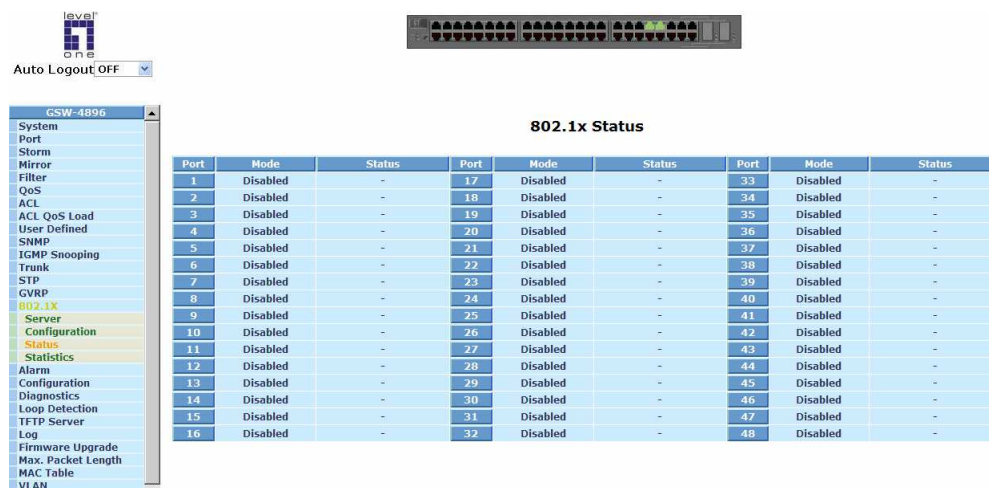 level
one
Auto Logout OFF
GSW-4896
System
Port
Storm
Mirror
Filter
QoS
ACL
ACL QoS Load
User Defined
SNMP
IGMP Snooping
Trunk
STP
GVRP
802.1X
Server
Configuration
Status
Statistics
Alarm
Configuration
Diagnostics
Loop Detection
TFTP Server
Log
Firmware Upgrade
Max. Packet Length
MAC Table
VLAN
802.1x Status
Port Mode Status Port Mode Status Port Mode Status
1 Disabled - 17 Disabled - 33 Disabled -
2 Disabled - 18 Disabled - 34 Disabled -
3 Disabled - 19 Disabled - 35 Disabled -
4 Disabled - 20 Disabled - 36 Disabled -
5 Disabled - 21 Disabled - 37 Disabled -
6 Disabled - 22 Disabled - 38 Disabled -
7 Disabled - 23 Disabled - 39 Disabled -
8 Disabled - 24 Disabled - 40 Disabled -
9 Disabled - 25 Disabled - 41 Disabled -
10 Disabled - 26 Disabled - 42 Disabled -
11 Disabled - 27 Disabled - 43 Disabled -
12 Disabled - 28 Disabled - 44 Disabled -
13 Disabled - 29 Disabled - 45 Disabled -
14 Disabled - 30 Disabled - 46 Disabled -
15 Disabled - 31 Disabled - 47 Disabled -
16 Disabled - 32 Disabled - 48 Disabled -